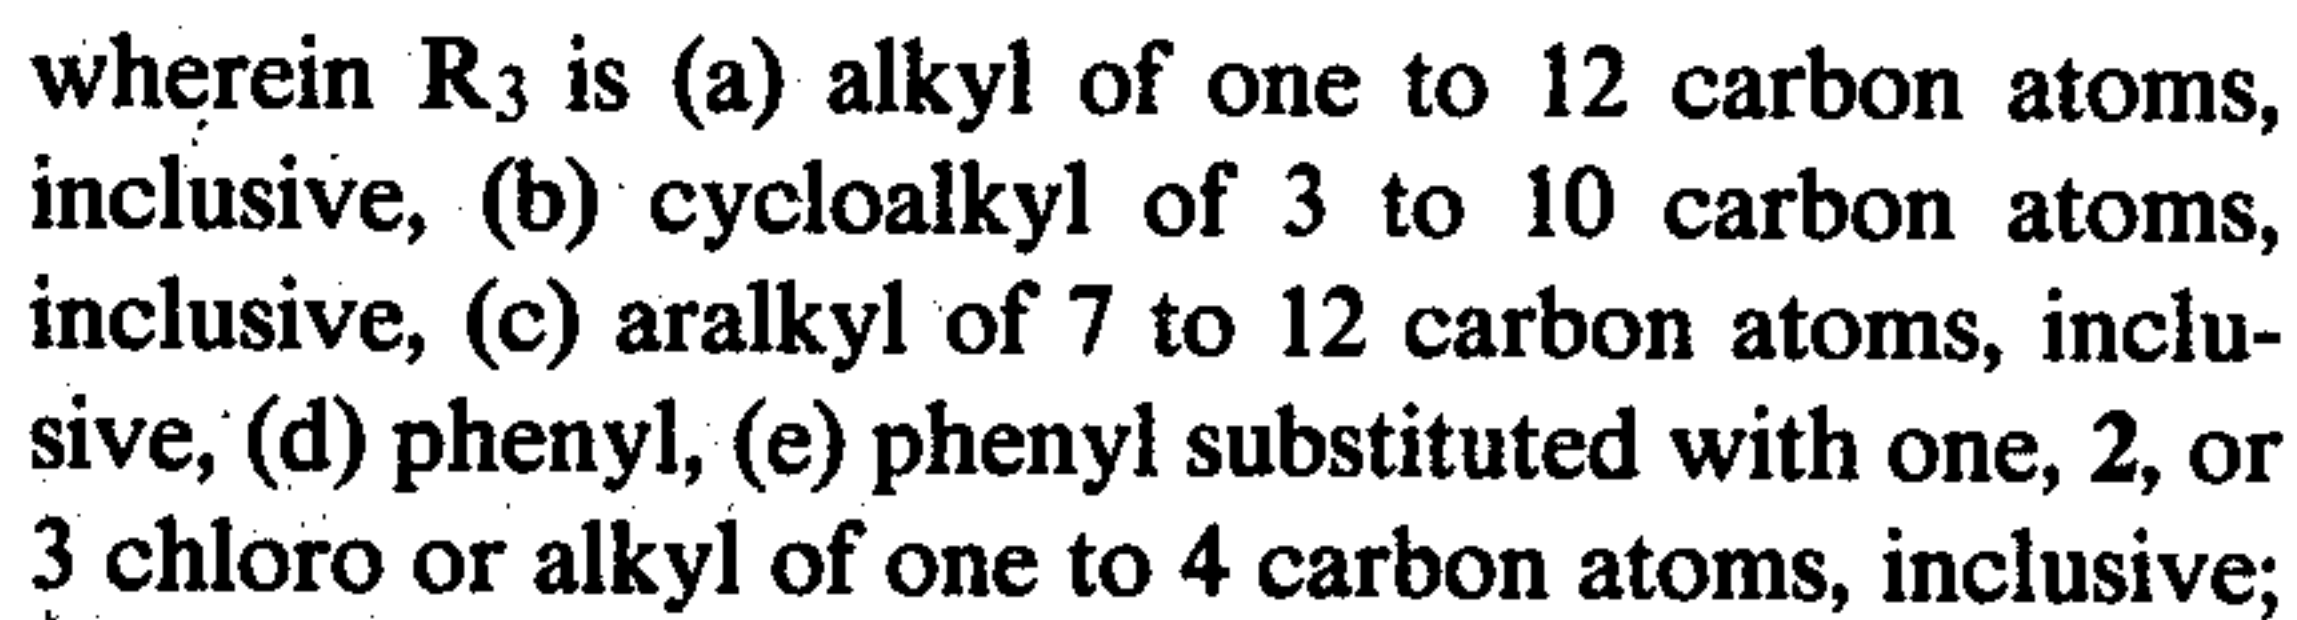 wherein R3 is (a) alkyl of one to 12 carbon atoms,
inclusive, (b) cycloalkyl of 3 to 10 carbon atoms,
inclusive, (c) aralkyl of 7 to 12 carbon atoms, inclu-
sive, (d) phenyl, (e) phenyl substituted with one, 2, or
3 chloro or alkyl of one to 4 carbon atoms, inclusive;